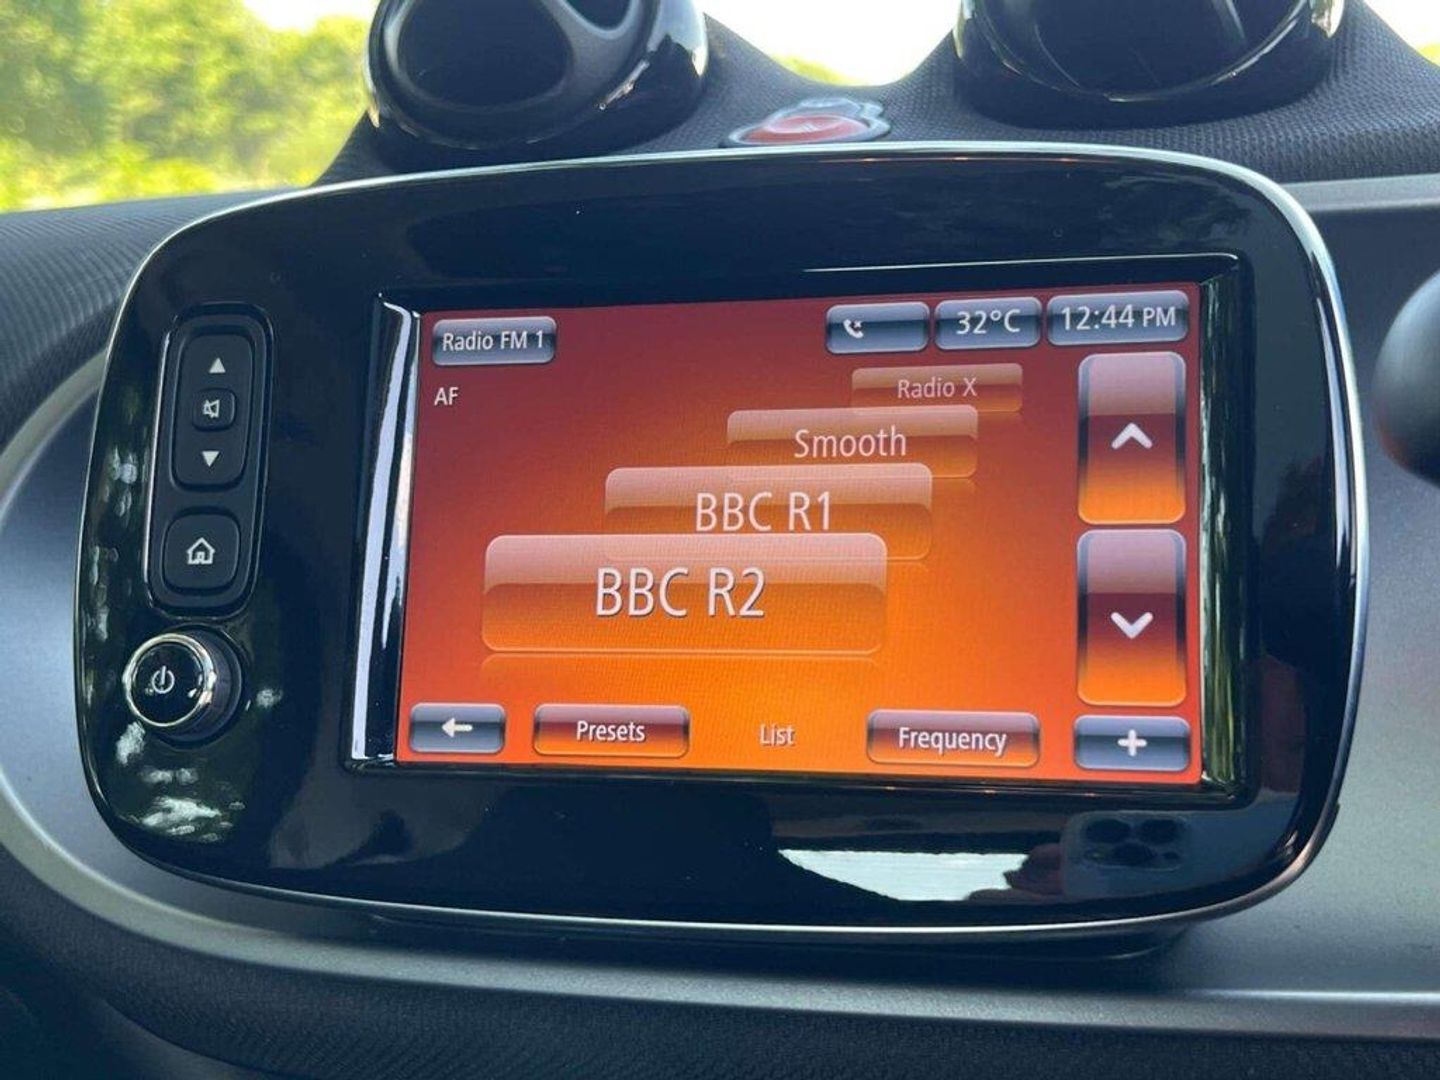 Radio FM 1
32°C
12:44 PM
AF
Radio X
Smooth
BBC R1
BBC R2
Presets
List
Frequency